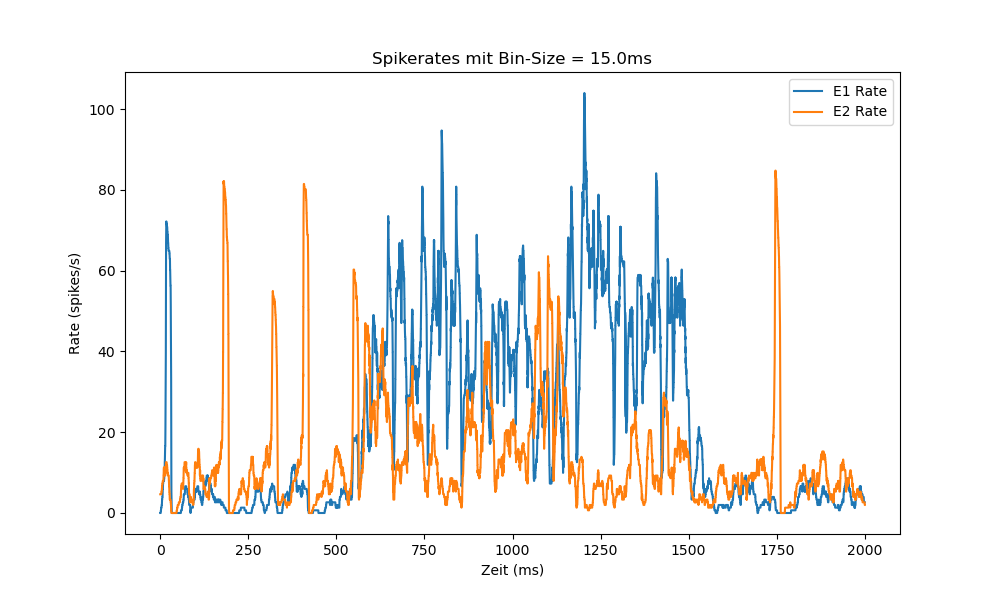 Spikerates mit Bin-Size = 15.0ms
E1 Rate
E2 Rate
Rate (spikes/s)
100
80
60
40
20
0
0 250 500 750 1000 1250 1500 1750 2000
Zeit (ms)